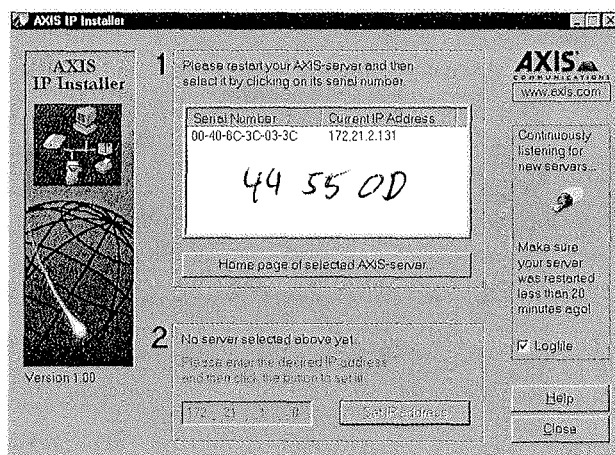 AXIS IP Installer
AXIS
IP Installer
Version 1.00
1
Please restart your AXIS-server and then
select it by clicking on its serial number.
Serial Number Current IP Address
00-40-8C-3C-03-3C 172.21.2.131
44 55 0D
Home page of selected AXIS-server
2
No server selected above yet.
Please enter the desired IP address
and then click the button to set it!
172 . 21 . . 0
Set IP address
AXIS
COMMUNICATIONS
www.axis.com
Continuously
listening for
new servers...
Make sure
your server
was restarted
less than 20
minutes ago!
Logfile
Help
Close